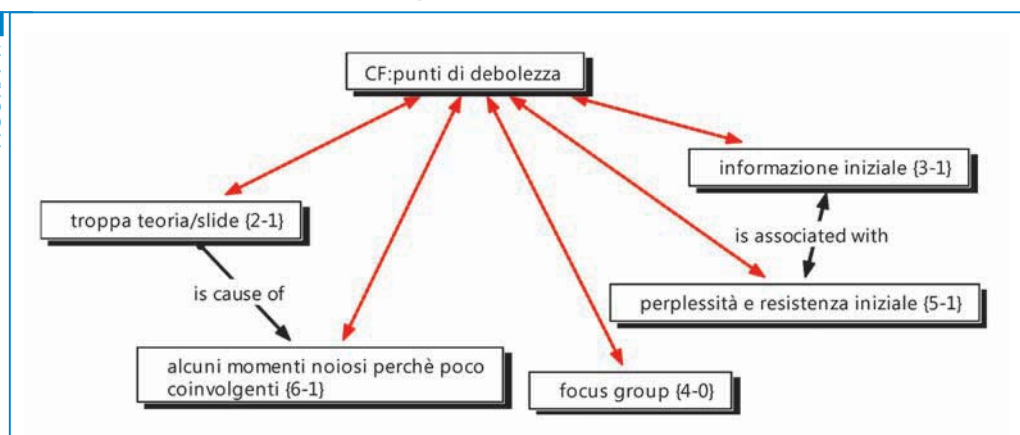 CF:punti di debolezza
informazione iniziale {3-1}
troppa teoria/slide {2-1}
is associated with
is cause of
perplessità e resistenza iniziale {5-1}
alcuni momenti noiosi perchè poco
coinvolgenti {6-1}
focus group {4-0}